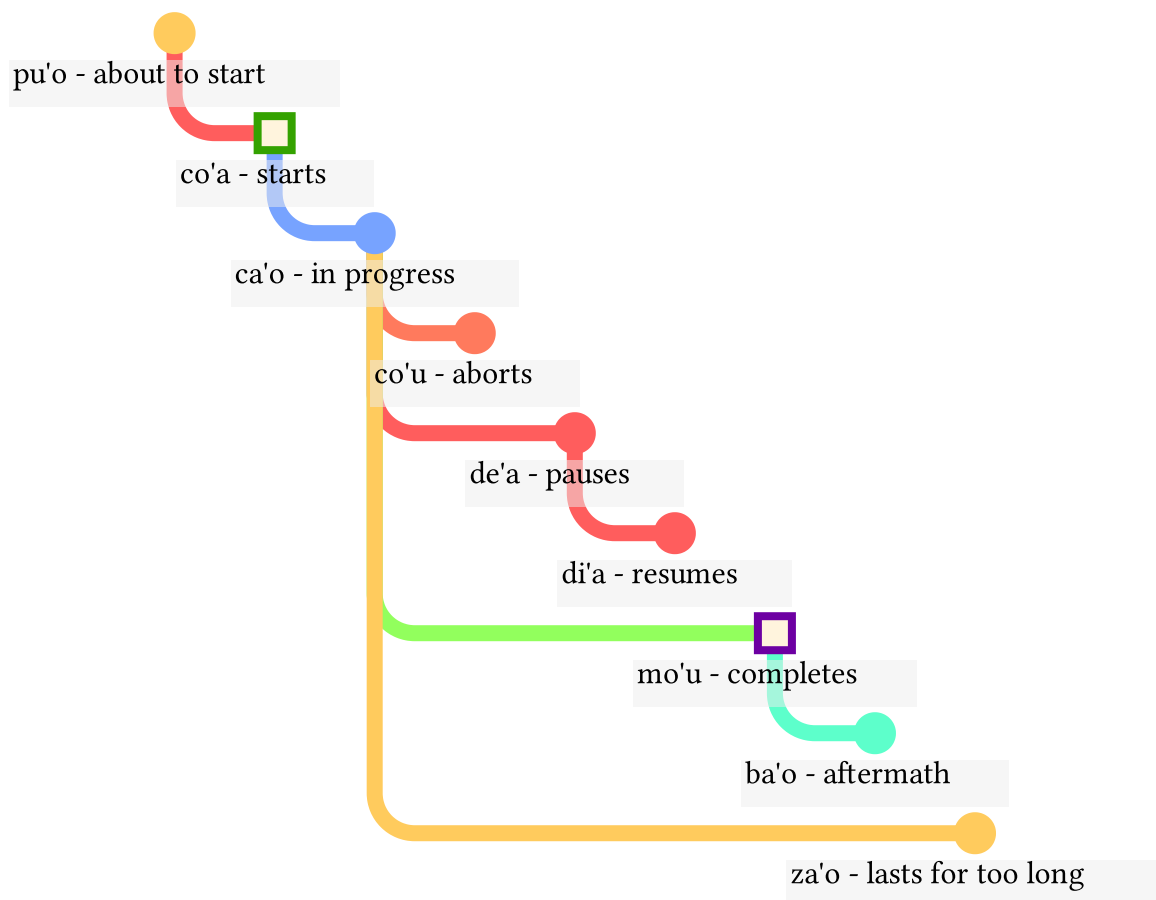 pu'o - about to start
co'a - starts
ca'o - in progress
co'u - aborts
de'a - pauses
di'a - resumes
mo'u - completes
ba'o - aftermath
za'o - lasts for too long